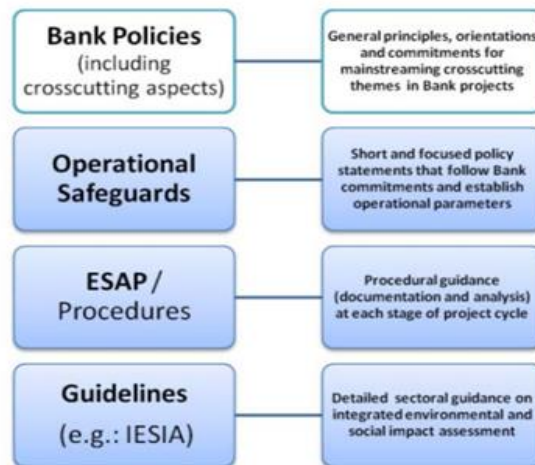 Bank Policies
(including
crosscutting aspects)
General principles, orientations
and commitments for
mainstreaming crosscutting
themes in Bank projects
Operational
Safeguards
Short and focused policy
statements that follow Bank
commitments and establish
operational parameters
ESAP /
Procedures
Procedural guidance
(documentation and analysis)
at each stage of project cycle
Guidelines
(e.g.: IESIA)
Detailed sectoral guidance on
integrated environmental and
social impact assessment